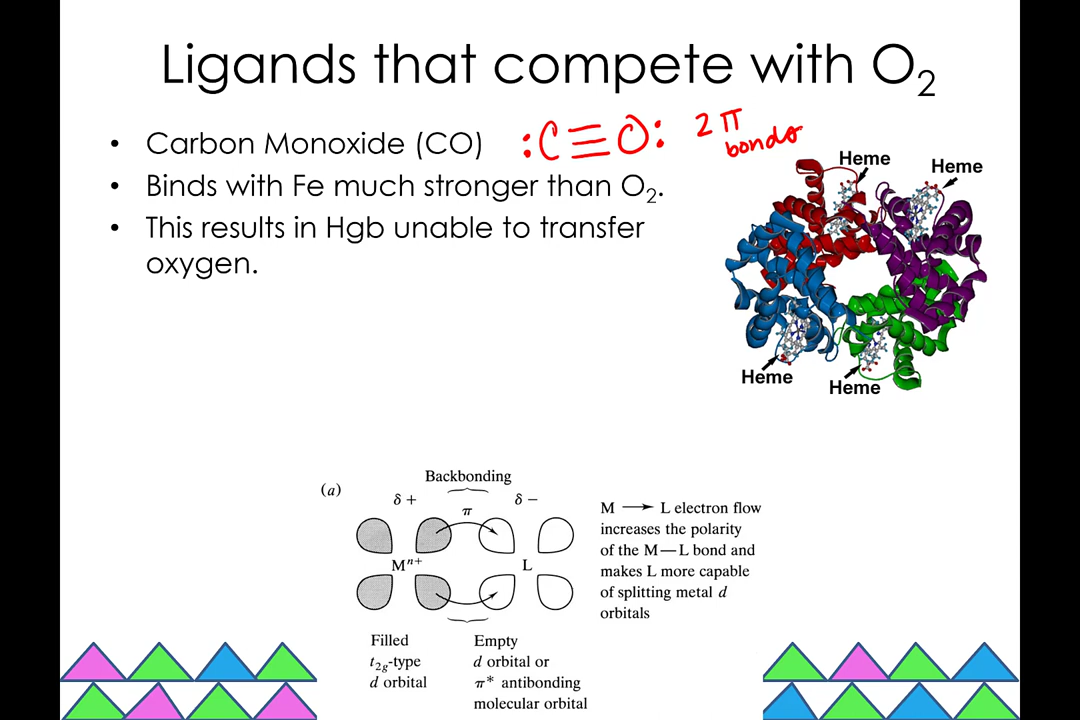 Ligands that compete with O₂
• Carbon Monoxide (CO)
:C≡O:
2 π
bonds
• Binds with Fe much stronger than O₂.
• This results in Hgb unable to transfer
oxygen.
Heme
Heme
Heme
Heme
Backbonding
(a)
δ + δ −
π
Mⁿ⁺ L
M → L electron flow
increases the polarity
of the M—L bond and
makes L more capable
of splitting metal d
orbitals
Filled
t₂g-type
d orbital
Empty
d orbital or
π* antibonding
molecular orbital